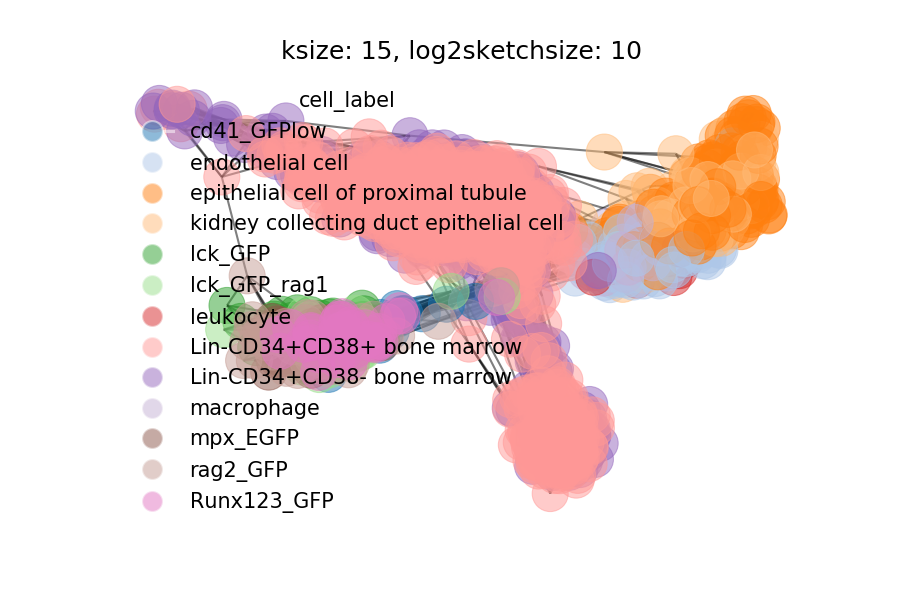 ksize: 15, log2sketchsize: 10
cell_label
cd41_GFPlow
endothelial cell
epithelial cell of proximal tubule
kidney collecting duct epithelial cell
lck_GFP
lck_GFP_rag1
leukocyte
Lin-CD34+CD38+ bone marrow
Lin-CD34+CD38- bone marrow
macrophage
mpx_EGFP
rag2_GFP
Runx123_GFP